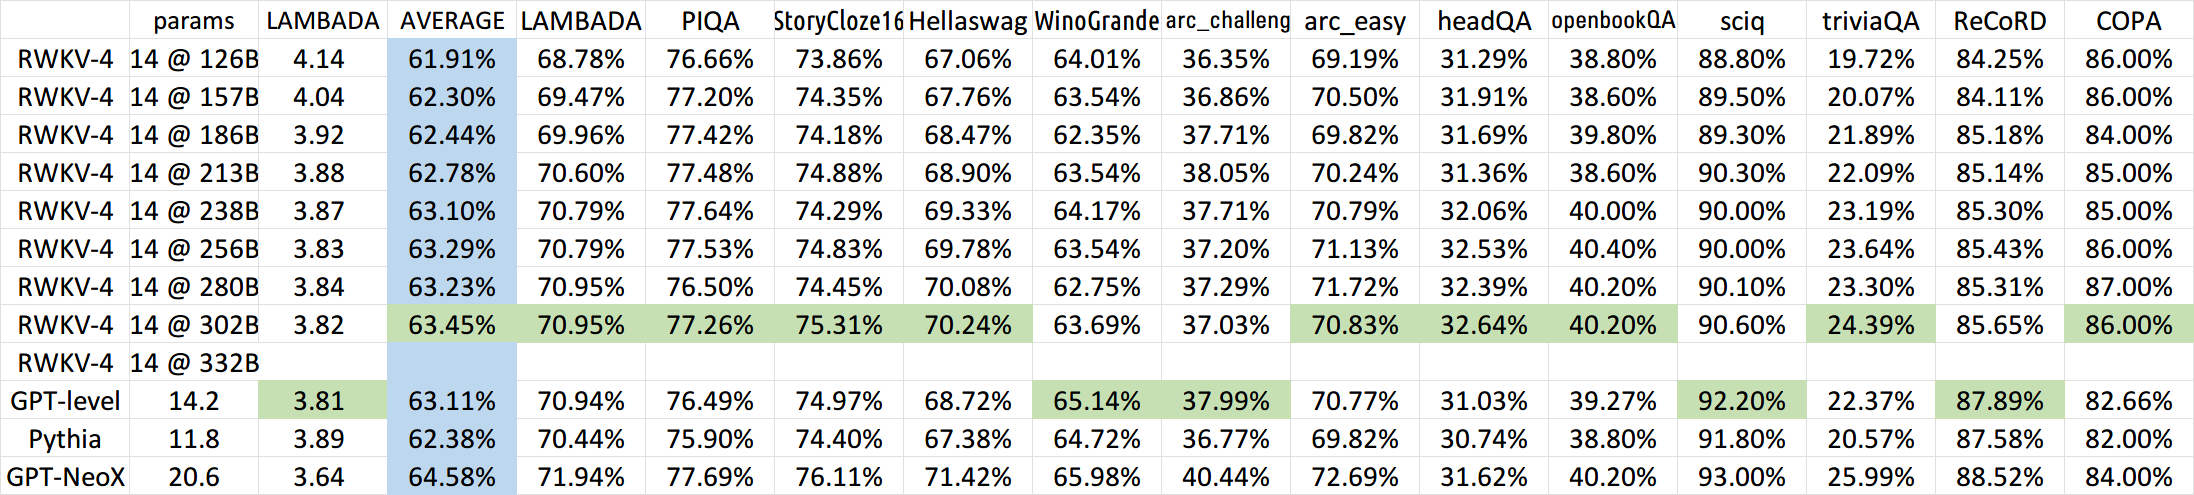 params LAMBADA AVERAGE LAMBADA PIQA StoryCloze16 Hellaswag WinoGrande arc_challeng arc_easy headQA openbookQA sciq triviaQA ReCoRD COPA
RWKV-4 14 @ 126B 4.14 61.91% 68.78% 76.66% 73.86% 67.06% 64.01% 36.35% 69.19% 31.29% 38.80% 88.80% 19.72% 84.25% 86.00%
RWKV-4 14 @ 157B 4.04 62.30% 69.47% 77.20% 74.35% 67.76% 63.54% 36.86% 70.50% 31.91% 38.60% 89.50% 20.07% 84.11% 86.00%
RWKV-4 14 @ 186B 3.92 62.44% 69.96% 77.42% 74.18% 68.47% 62.35% 37.71% 69.82% 31.69% 39.80% 89.30% 21.89% 85.18% 84.00%
RWKV-4 14 @ 213B 3.88 62.78% 70.60% 77.48% 74.88% 68.90% 63.54% 38.05% 70.24% 31.36% 38.60% 90.30% 22.09% 85.14% 85.00%
RWKV-4 14 @ 238B 3.87 63.10% 70.79% 77.64% 74.29% 69.33% 64.17% 37.71% 70.79% 32.06% 40.00% 90.00% 23.19% 85.30% 85.00%
RWKV-4 14 @ 256B 3.83 63.29% 70.79% 77.53% 74.83% 69.78% 63.54% 37.20% 71.13% 32.53% 40.40% 90.00% 23.64% 85.43% 86.00%
RWKV-4 14 @ 280B 3.84 63.23% 70.95% 76.50% 74.45% 70.08% 62.75% 37.29% 71.72% 32.39% 40.20% 90.10% 23.30% 85.31% 87.00%
RWKV-4 14 @ 302B 3.82 63.45% 70.95% 77.26% 75.31% 70.24% 63.69% 37.03% 70.83% 32.64% 40.20% 90.60% 24.39% 85.65% 86.00%
RWKV-4 14 @ 332B
GPT-level 14.2 3.81 63.11% 70.94% 76.49% 74.97% 68.72% 65.14% 37.99% 70.77% 31.03% 39.27% 92.20% 22.37% 87.89% 82.66%
Pythia 11.8 3.89 62.38% 70.44% 75.90% 74.40% 67.38% 64.72% 36.77% 69.82% 30.74% 38.80% 91.80% 20.57% 87.58% 82.00%
GPT-NeoX 20.6 3.64 64.58% 71.94% 77.69% 76.11% 71.42% 65.98% 40.44% 72.69% 31.62% 40.20% 93.00% 25.99% 88.52% 84.00%